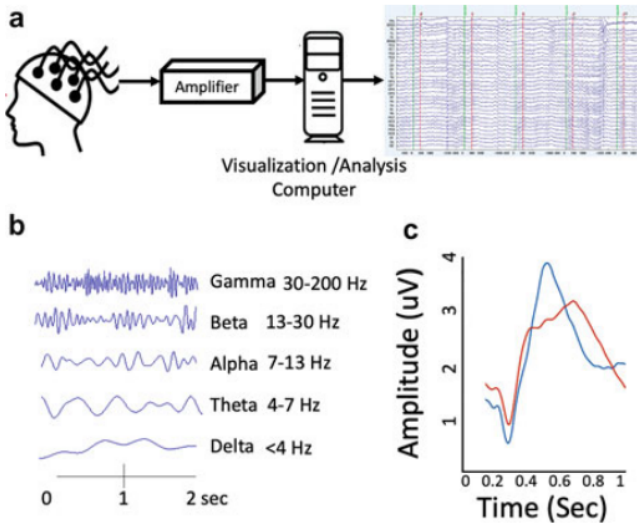 a
Amplifier
Visualization /Analysis
Computer
b
Gamma 30-200 Hz
Beta 13-30 Hz
Alpha 7-13 Hz
Theta 4-7 Hz
Delta <4 Hz
0 1 2 sec
c
Amplitude (uV)
4
3
2
1
0 0.2 0.4 0.6 0.8 1
Time (Sec)